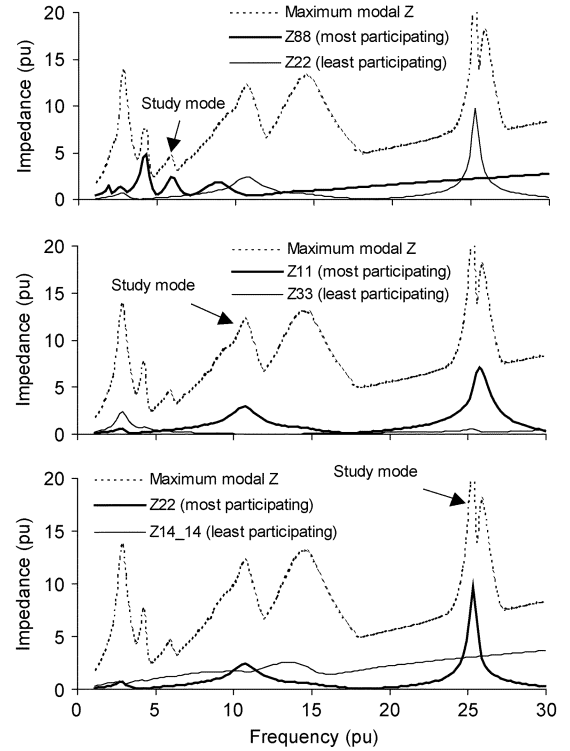 20
15
10
5
0
Impedance (pu)
Maximum modal Z
Z88 (most participating)
Z22 (least participating)
Study mode
20
15
10
5
0
Impedance (pu)
Maximum modal Z
Z11 (most participating)
Z33 (least participating)
Study mode
20
15
10
5
0
Impedance (pu)
Maximum modal Z
Z22 (most participating)
Z14_14 (least participating)
Study mode
0 5 10 15 20 25 30
Frequency (pu)